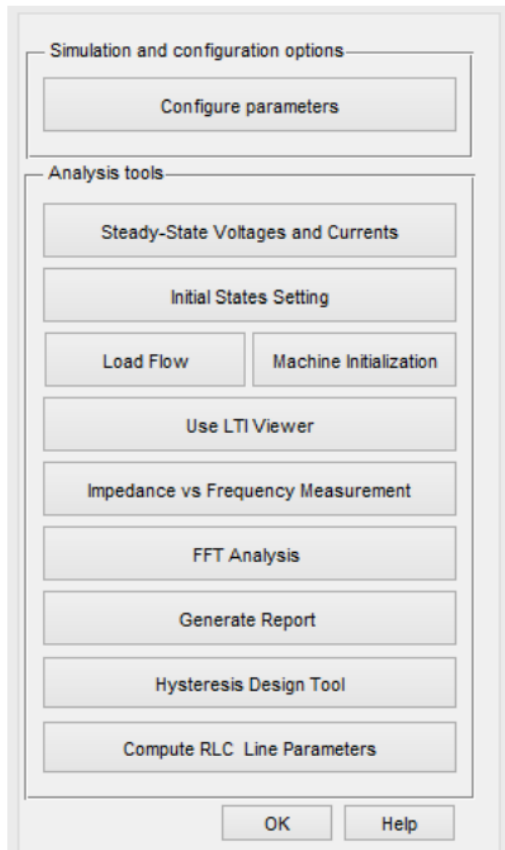 Simulation and configuration options
Configure parameters
Analysis tools
Steady-State Voltages and Currents
Initial States Setting
Load Flow Machine Initialization
Use LTI Viewer
Impedance vs Frequency Measurement
FFT Analysis
Generate Report
Hysteresis Design Tool
Compute RLC Line Parameters
OK Help